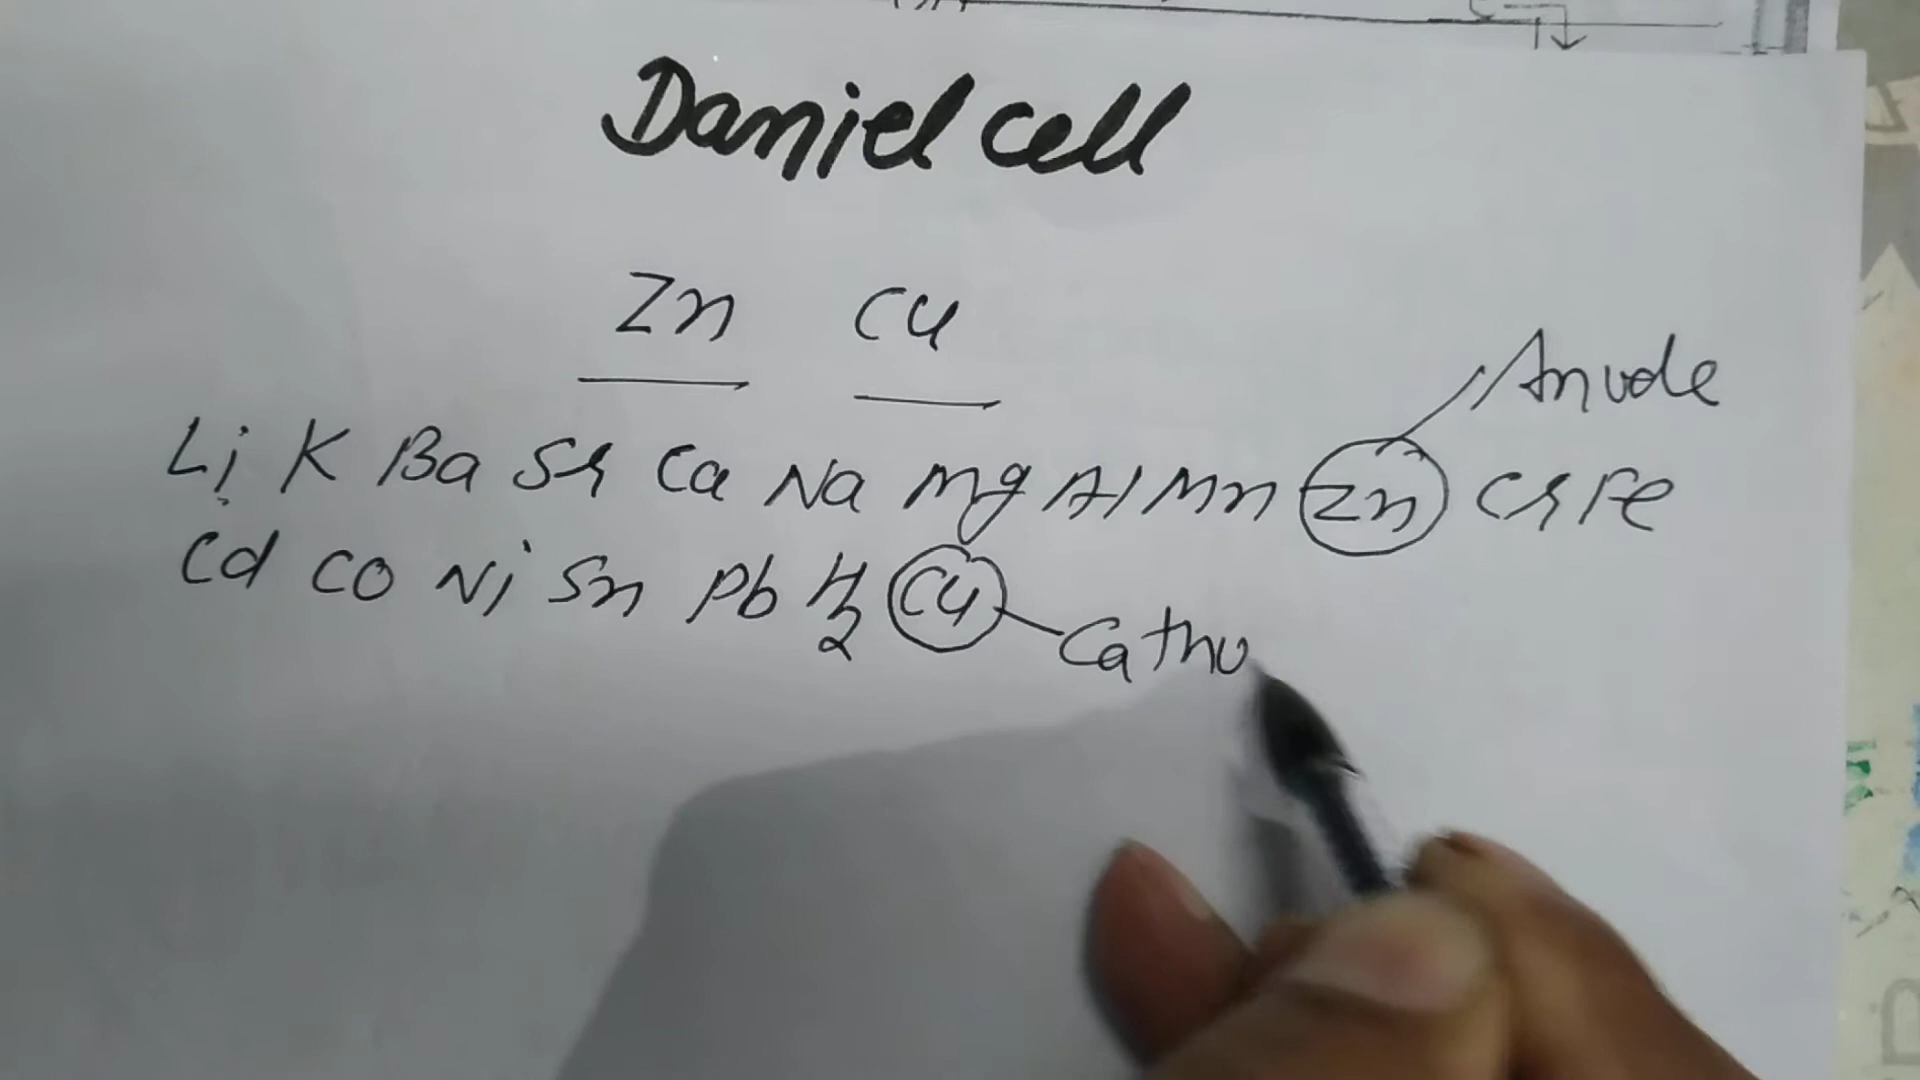 Daniel cell
Zn Cu
Anode
Li K Ba Sr Ca Na Mg Al Mn Zn Cr Fe
Cd Co Ni Sn Pb H2 Cu
Catho